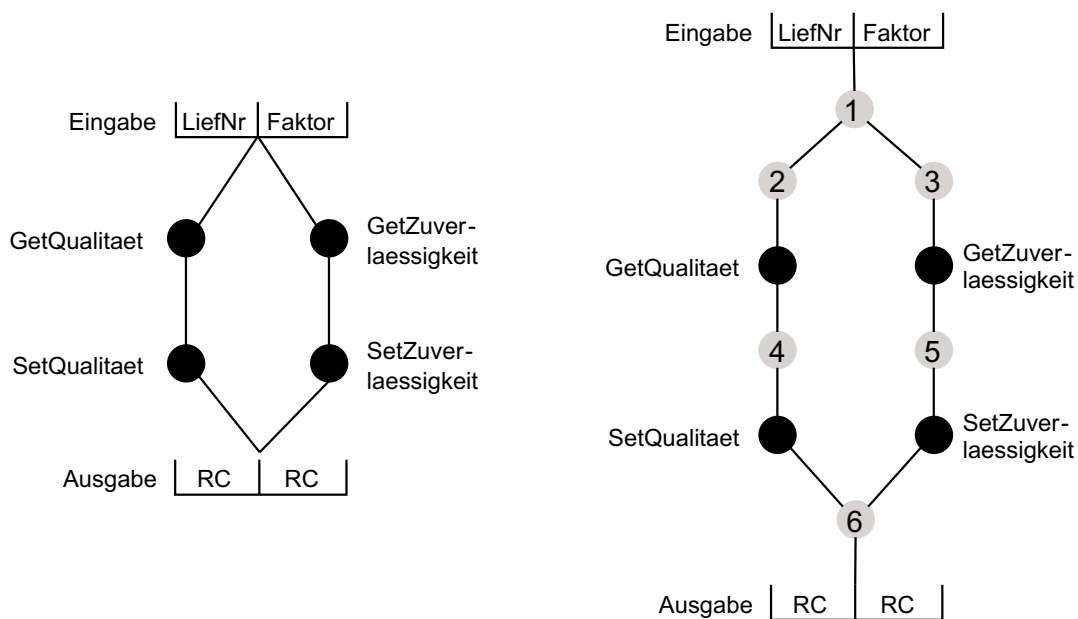 Eingabe LiefNr Faktor
GetQualitaet
GetZuver-
laessigkeit
SetQualitaet
SetZuver-
laessigkeit
Ausgabe RC RC
Eingabe LiefNr Faktor
1
2 3
GetQualitaet
GetZuver-
laessigkeit
4 5
SetQualitaet
SetZuver-
laessigkeit
6
Ausgabe RC RC